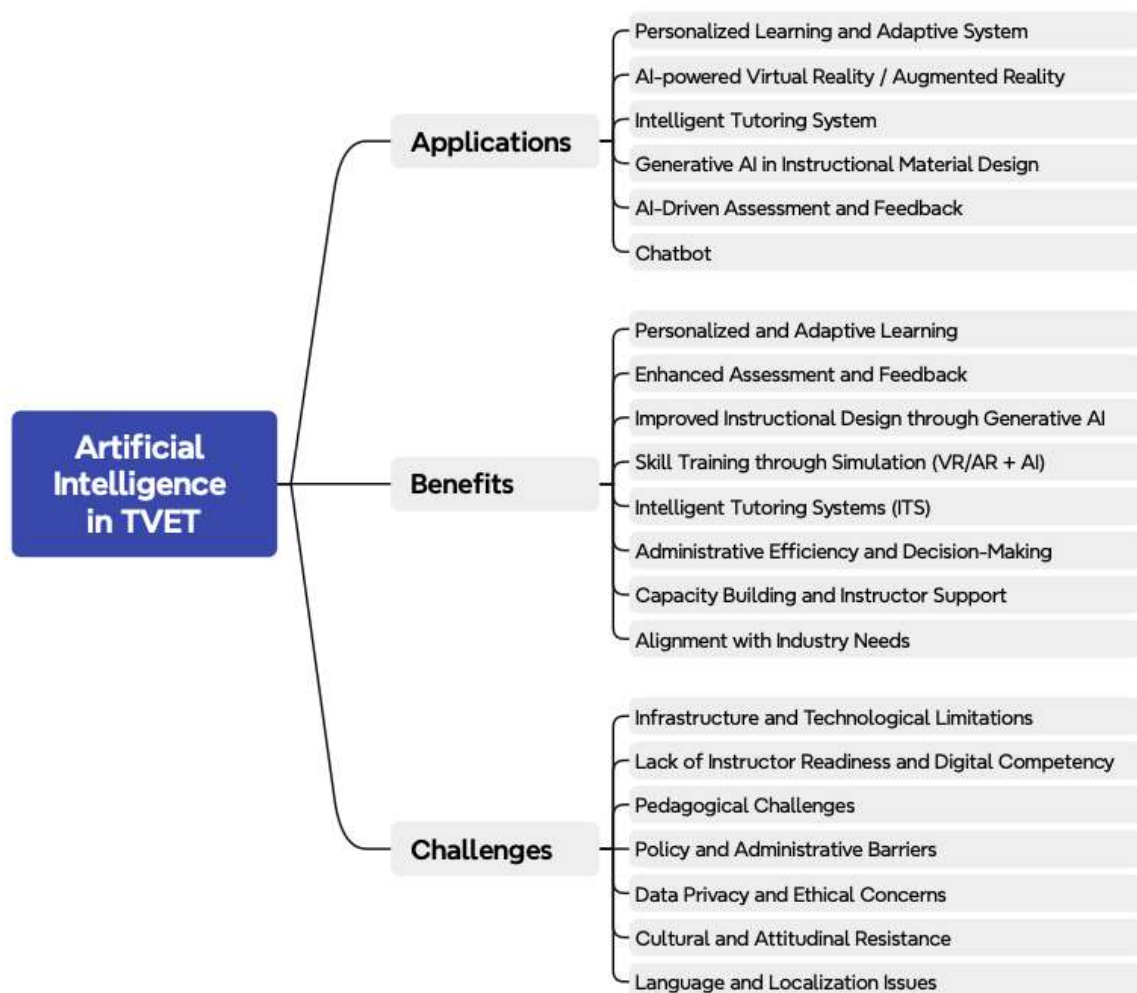 Artificial
Intelligence
in TVET
Applications
Personalized Learning and Adaptive System
AI-powered Virtual Reality / Augmented Reality
Intelligent Tutoring System
Generative AI in Instructional Material Design
AI-Driven Assessment and Feedback
Chatbot
Benefits
Personalized and Adaptive Learning
Enhanced Assessment and Feedback
Improved Instructional Design through Generative AI
Skill Training through Simulation (VR/AR + AI)
Intelligent Tutoring Systems (ITS)
Administrative Efficiency and Decision-Making
Capacity Building and Instructor Support
Alignment with Industry Needs
Challenges
Infrastructure and Technological Limitations
Lack of Instructor Readiness and Digital Competency
Pedagogical Challenges
Policy and Administrative Barriers
Data Privacy and Ethical Concerns
Cultural and Attitudinal Resistance
Language and Localization Issues